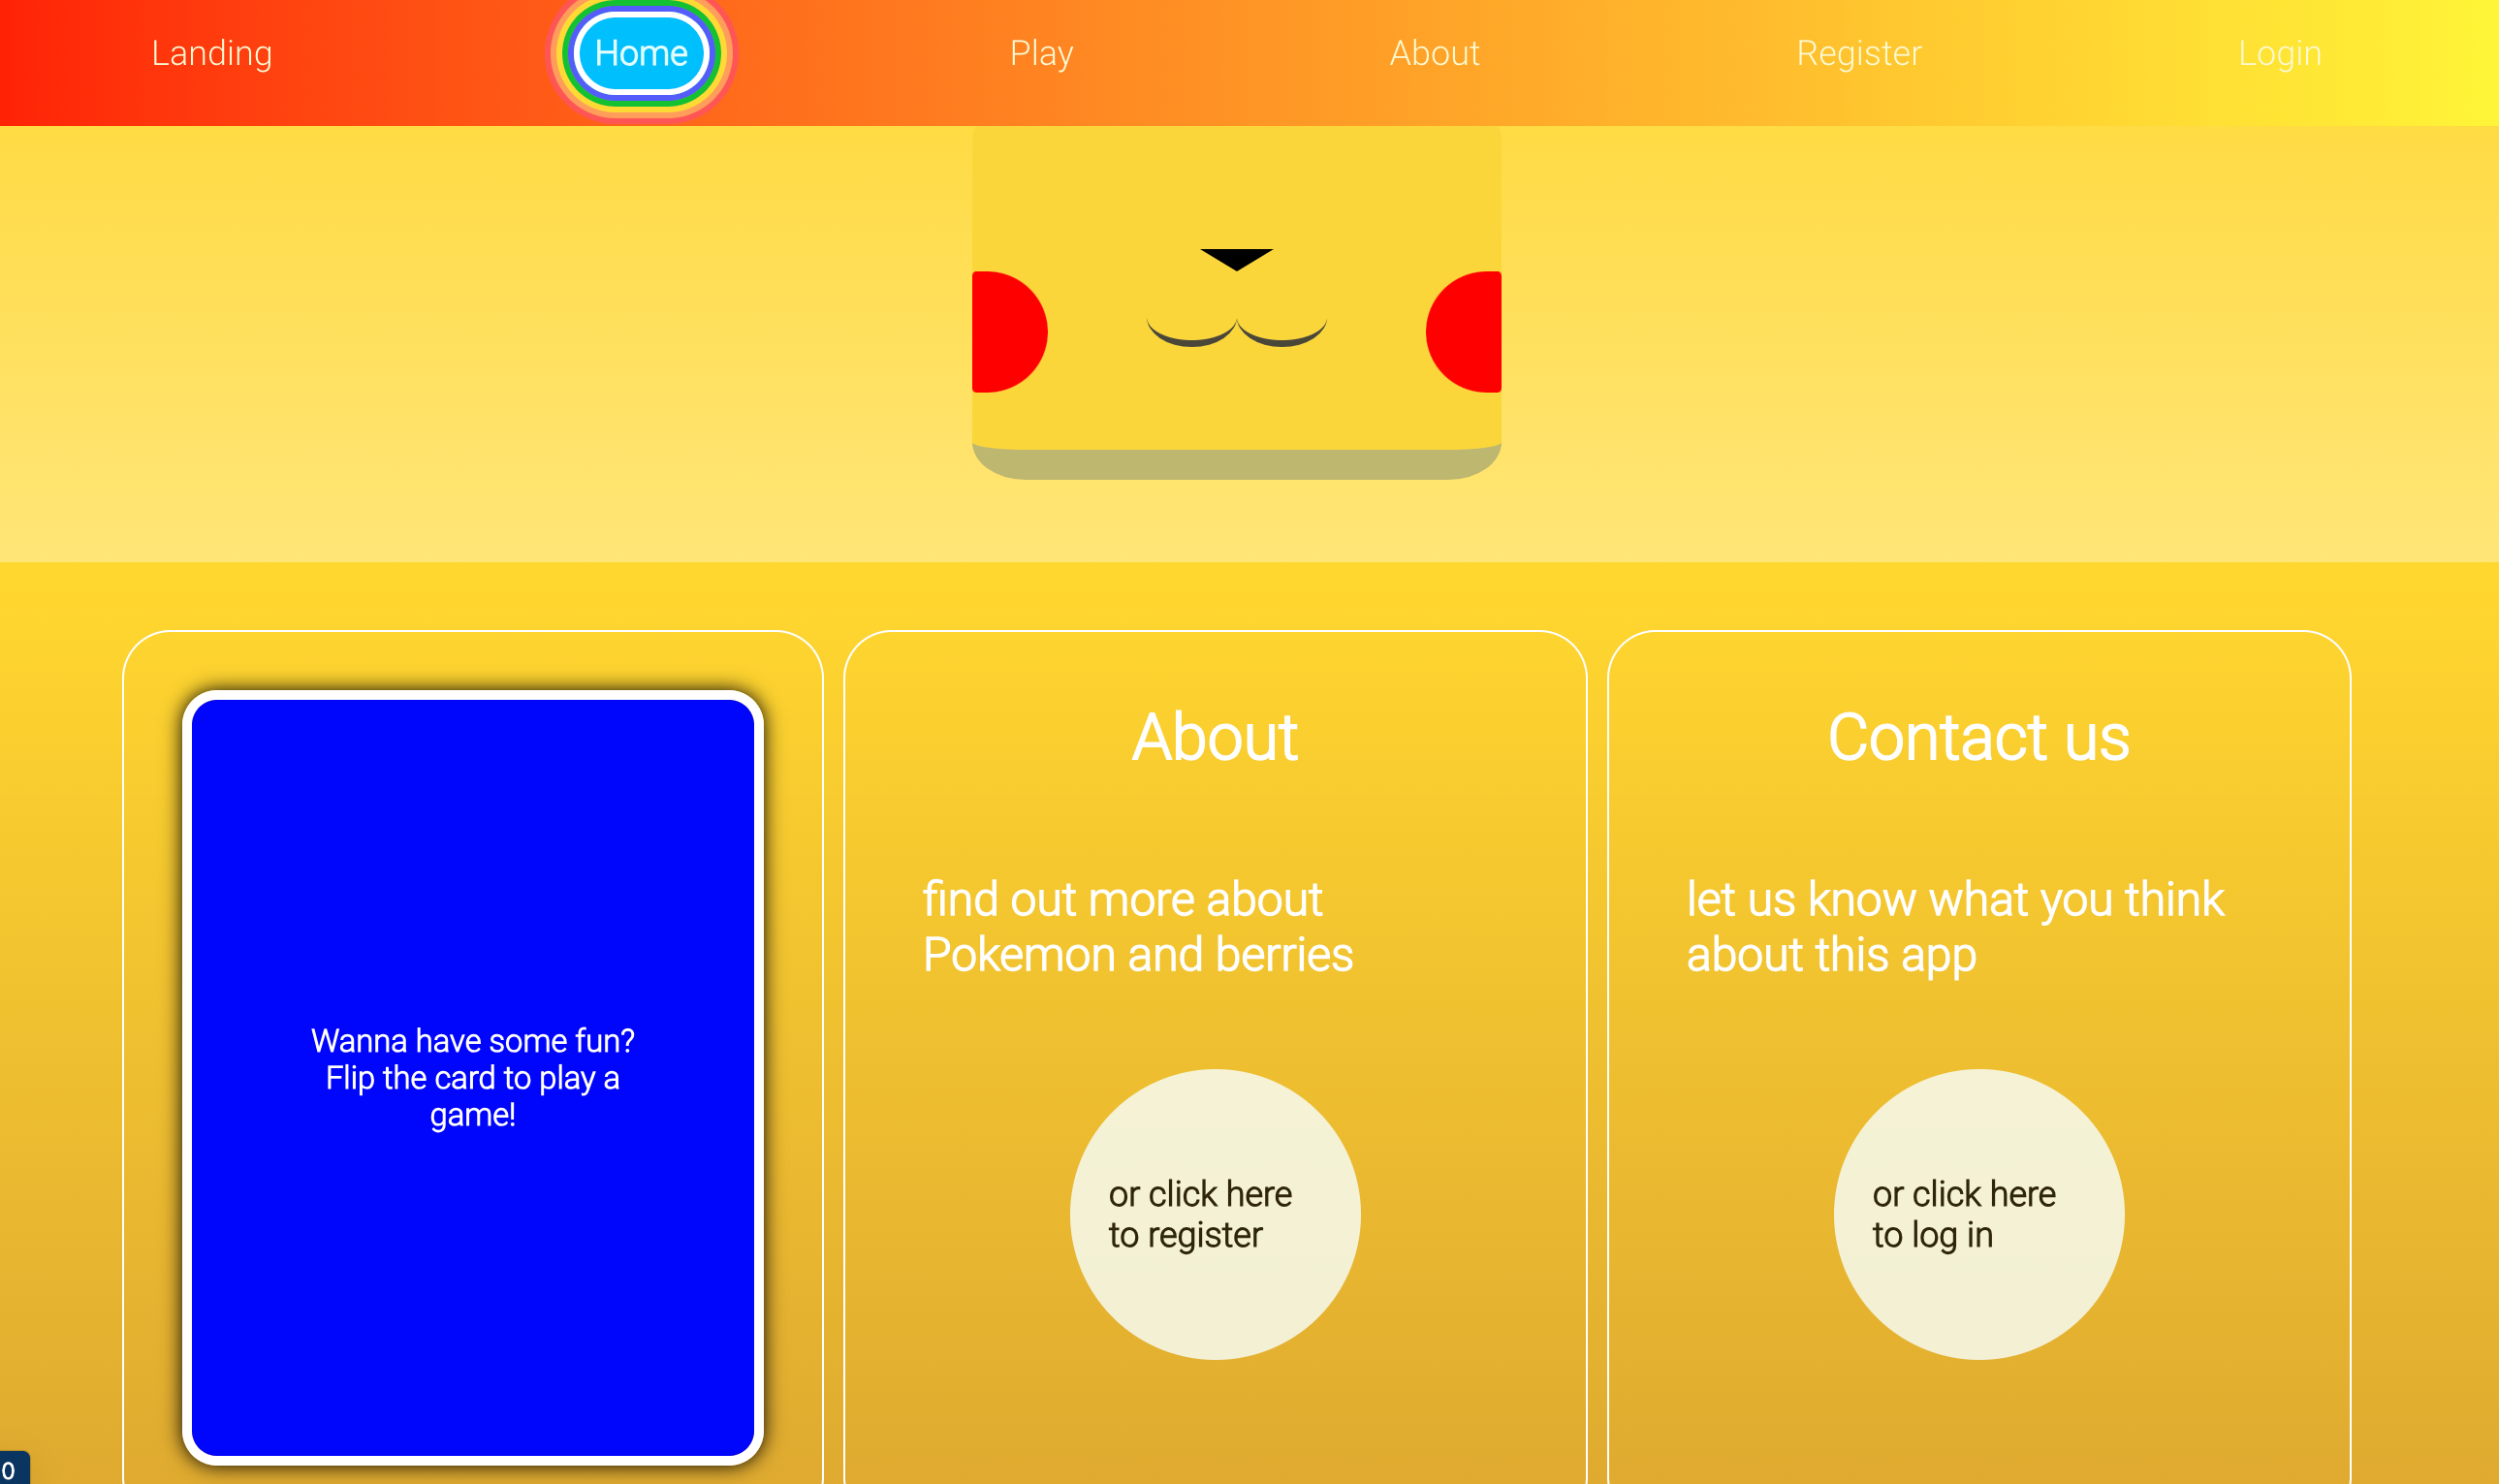 Landing
Home
Play
About
Register
Login
Wanna have some fun?
Flip the card to play a
game!
About
find out more about
Pokemon and berries
or click here
to register
Contact us
let us know what you think
about this app
or click here
to log in
0